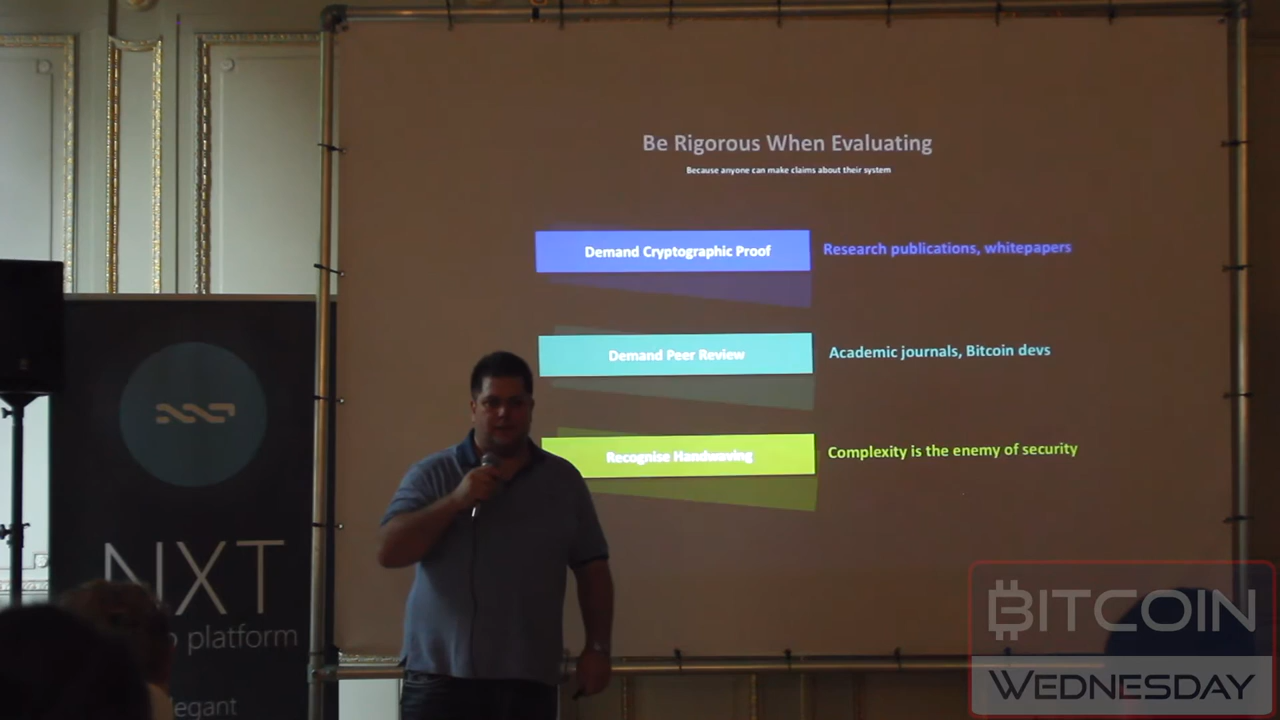 Be Rigorous When Evaluating
Because anyone can make claims about their system
Demand Cryptographic Proof
Research publications, whitepapers
Demand Peer Review
Academic journals, Bitcoin devs
Recognise Handwaving
Complexity is the enemy of security
NXT
platform
elegant
BITCOIN
WEDNESDAY